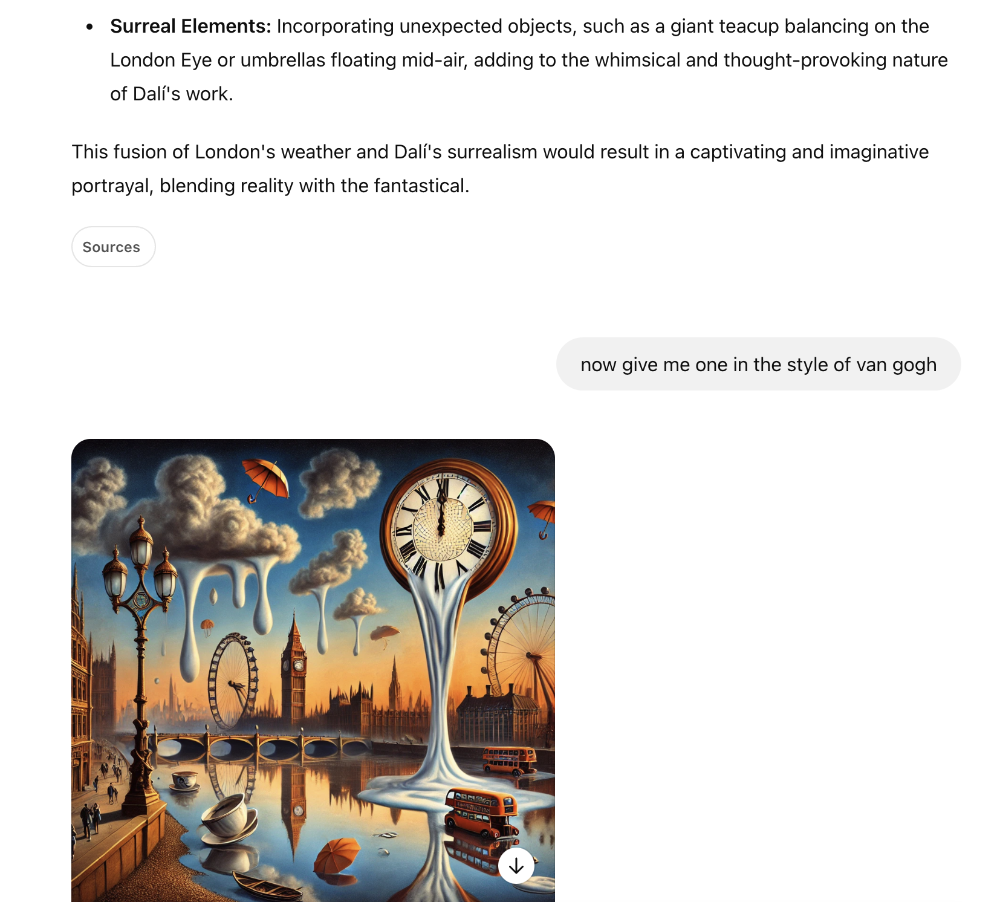 Surreal Elements: Incorporating unexpected objects, such as a giant teacup balancing on the
London Eye or umbrellas floating mid-air, adding to the whimsical and thought-provoking nature
of Dalí's work.
This fusion of London's weather and Dalí's surrealism would result in a captivating and imaginative
portrayal, blending reality with the fantastical.
Sources
now give me one in the style of van gogh